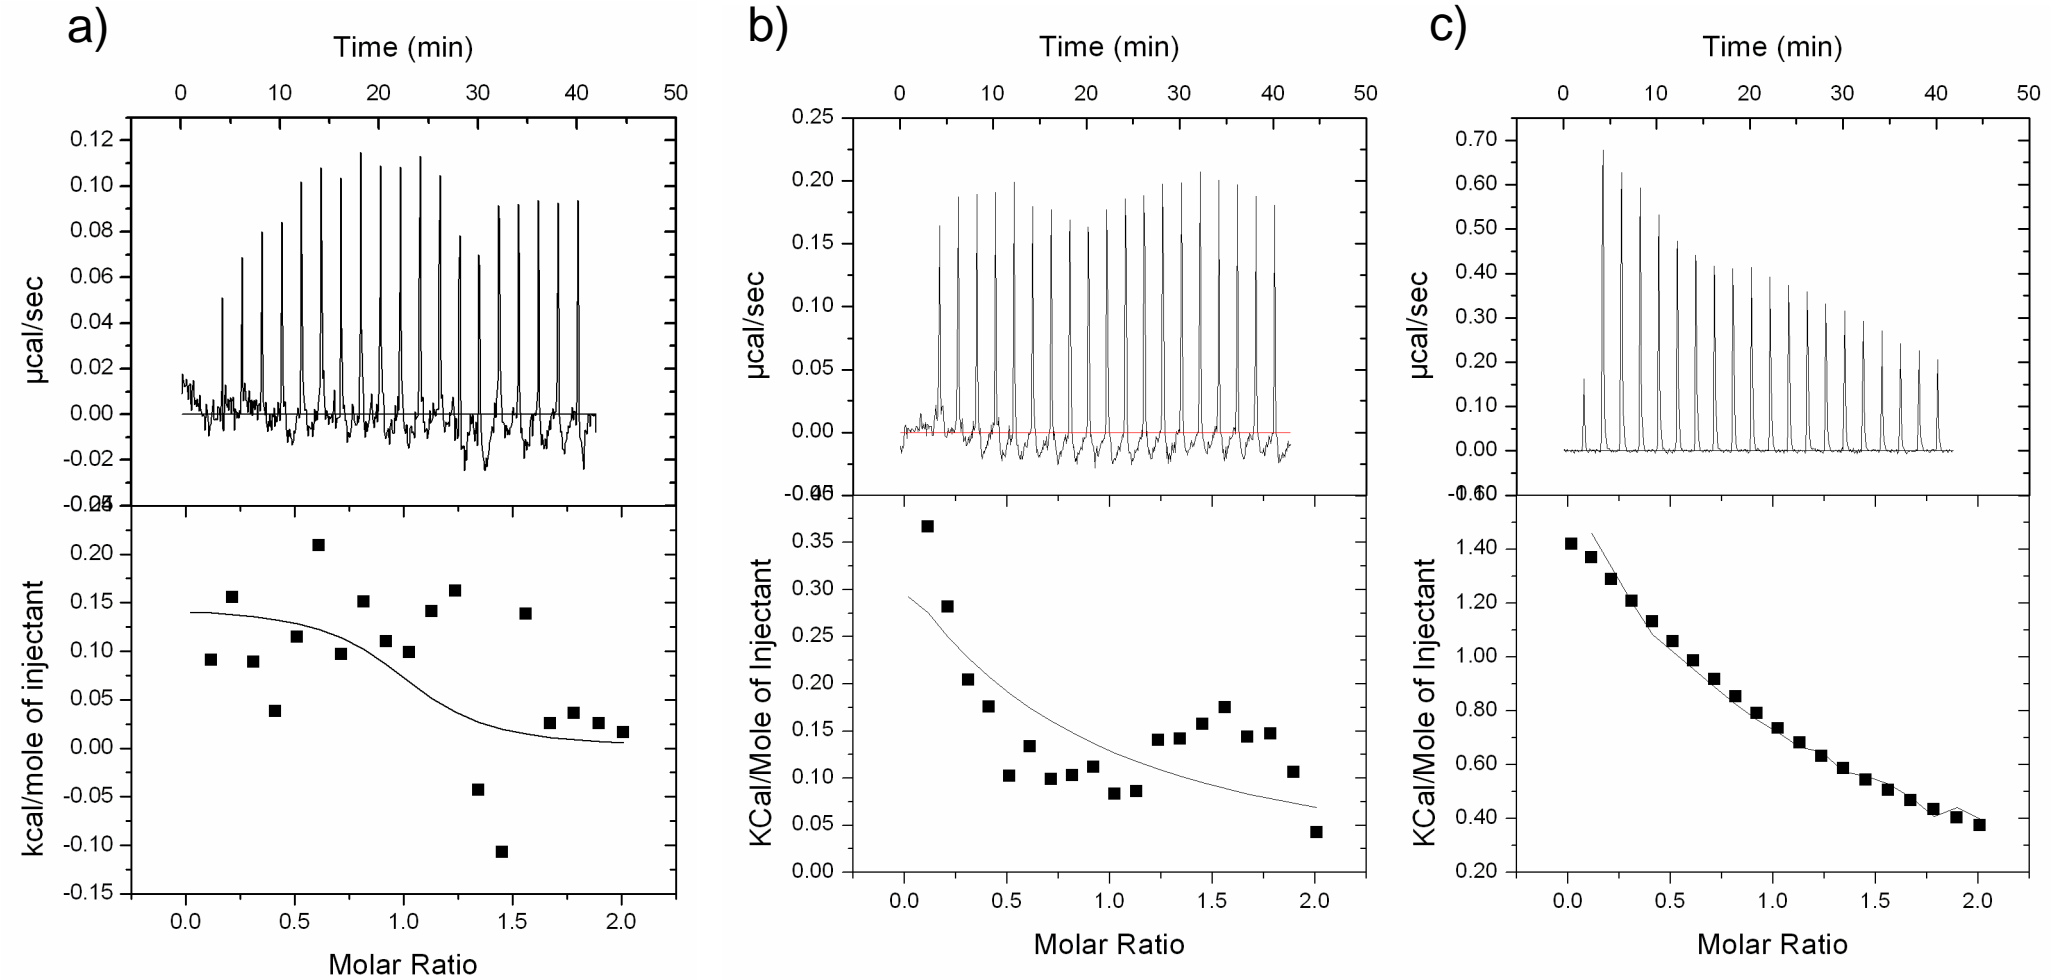 a)
Time (min)
0 10 20 30 40 50
0.12
0.10
0.08
0.06
0.04
0.02
0.00
-0.02
µcal/sec
0.20
0.15
0.10
0.05
0.00
-0.05
-0.10
-0.15
kcal/mole of injectant
0.0 0.5 1.0 1.5 2.0
Molar Ratio
b)
Time (min)
0 10 20 30 40 50
0.25
0.20
0.15
0.10
0.05
0.00
µcal/sec
0.35
0.30
0.25
0.20
0.15
0.10
0.05
0.00
KCal/Mole of Injectant
0.0 0.5 1.0 1.5 2.0
Molar Ratio
c)
Time (min)
0 10 20 30 40 50
0.70
0.60
0.50
0.40
0.30
0.20
0.10
0.00
µcal/sec
1.40
1.20
1.00
0.80
0.60
0.40
0.20
KCal/Mole of Injectant
0.0 0.5 1.0 1.5 2.0
Molar Ratio